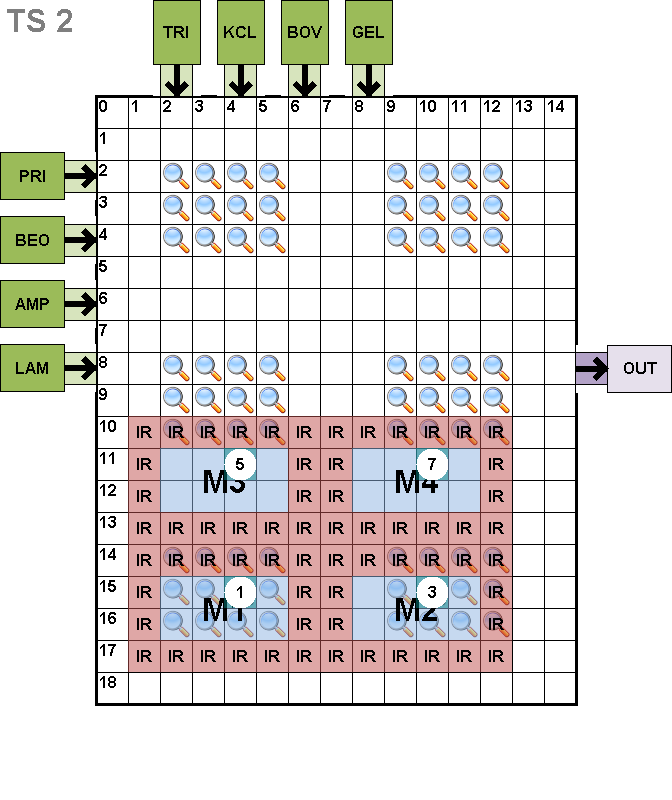 TS 2
TRI KCL BOV GEL
0 1 2 3 4 5 6 7 8 9 10 11 12 13 14
1
PRI 2
3
BEO 4
5
AMP 6
7
LAM 8 OUT
9
10 IR IR IR IR IR IR IR IR IR IR IR IR
11 IR 5 IR IR 7 IR
M3 M4
12 IR IR IR IR
13 IR IR IR IR IR IR IR IR IR IR IR IR
14 IR IR IR IR IR IR IR IR IR IR IR IR
15 IR 1 IR IR 3 IR
M1 M2
16 IR IR IR IR
17 IR IR IR IR IR IR IR IR IR IR IR IR
18